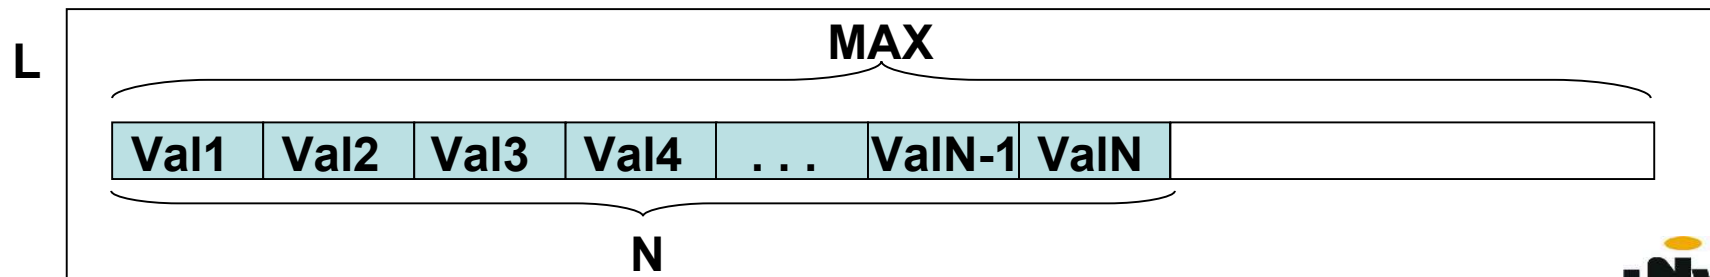 MAX
L
Val1 Val2 Val3 Val4 . . . ValN-1 ValN
N